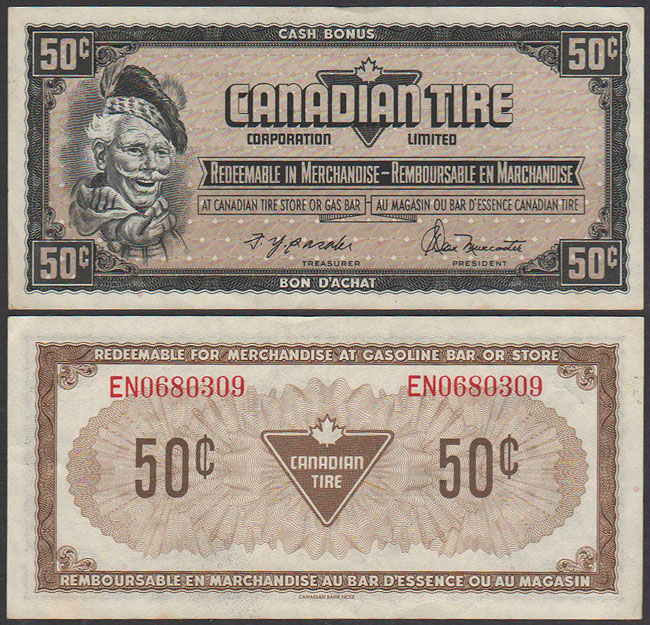 50¢ CASH BONUS 50¢
CANADIAN TIRE
CORPORATION LIMITED
REDEEMABLE IN MERCHANDISE – REMBOURSABLE EN MARCHANDISE
AT CANADIAN TIRE STORE OR GAS BAR AU MAGASIN OU BAR D'ESSENCE CANADIAN TIRE
TREASURER PRESIDENT
50¢ BON D'ACHAT 50¢
REDEEMABLE FOR MERCHANDISE AT GASOLINE BAR OR STORE
EN0680309 EN0680309
50¢ CANADIAN TIRE 50¢
REMBOURSABLE EN MARCHANDISE AU BAR D'ESSENCE OU AU MAGASIN
CANADIAN BANK NOTE